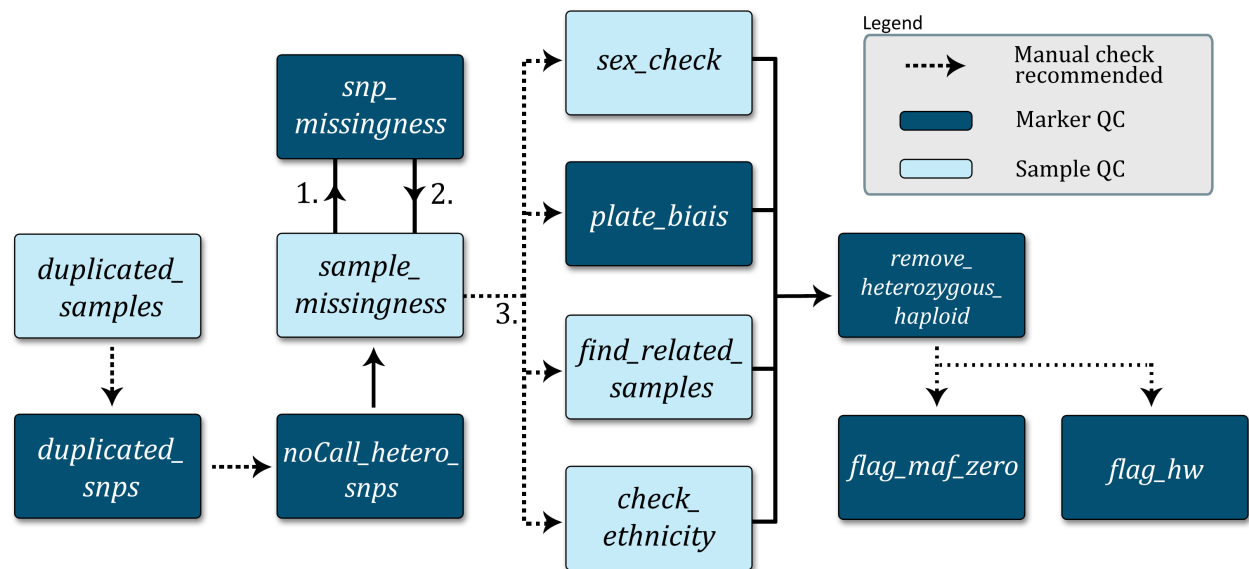 Legend
Manual check
recommended
Marker QC
Sample QC
duplicated_
samples
duplicated_
snps
noCall_hetero_
snps
sample_
missingness
1.
2.
snp_
missingness
3.
sex_check
plate_biais
find_related_
samples
check_
ethnicity
remove_
heterozygous_
haploid
flag_maf_zero
flag_hw